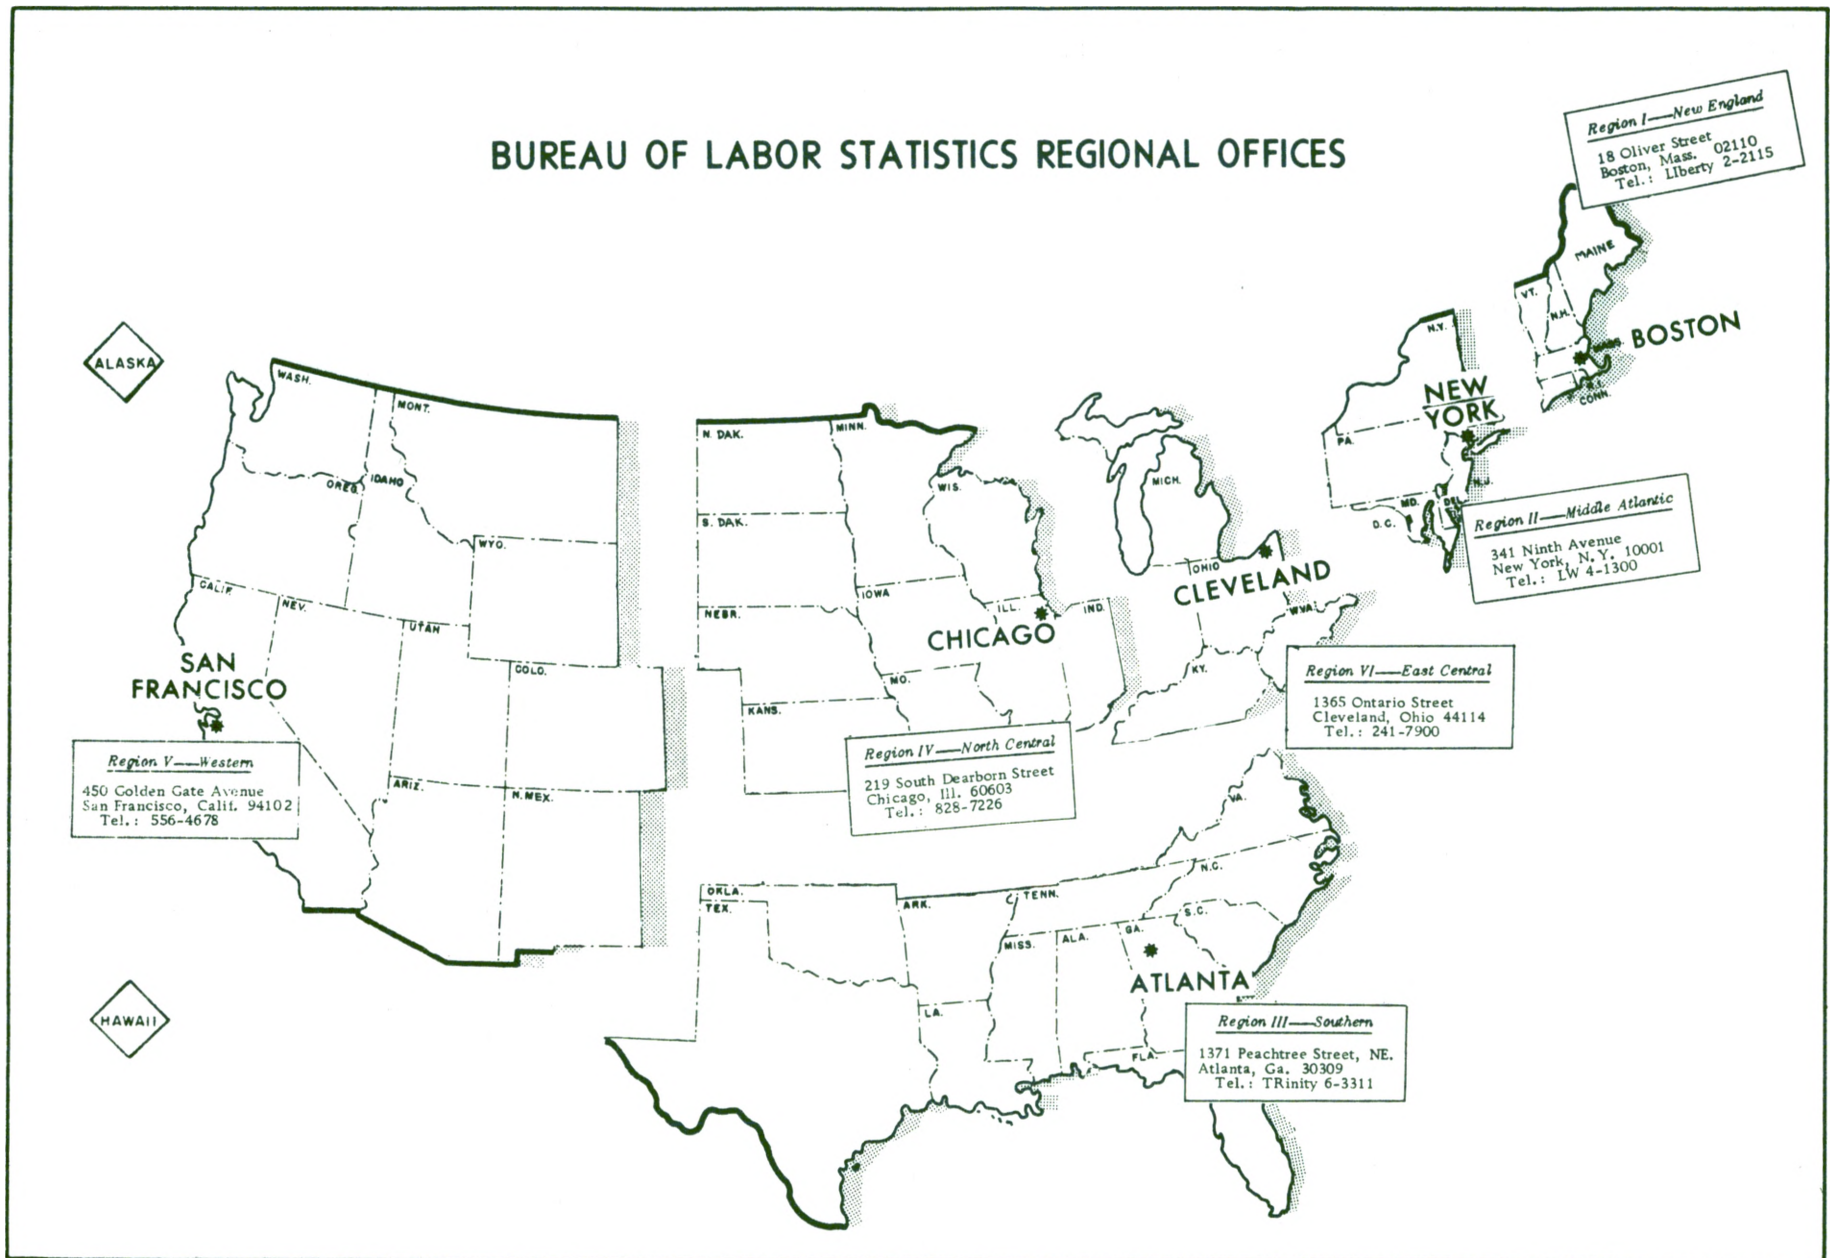 BUREAU OF LABOR STATISTICS REGIONAL OFFICES
Region I—New England
18 Oliver Street
Boston, Mass. 02110
Tel.: LIberty 2-2115
MAINE
VT.
N.H.
MASS.
BOSTON
R.I.
CONN.
N.Y.
NEW
YORK
PA.
N.J.
MD.
DEL.
D.C.
Region II—Middle Atlantic
341 Ninth Avenue
New York, N.Y. 10001
Tel.: LW 4-1300
ALASKA
WASH.
MONT.
OREG.
IDAHO
WYO.
CALIF.
NEV.
UTAH
COLO.
SAN
FRANCISCO
Region V—Western
450 Golden Gate Avenue
San Francisco, Calif. 94102
Tel.: 556-4678
ARIZ.
N.MEX.
HAWAII
N. DAK.
MINN.
WIS.
S. DAK.
IOWA
NEBR.
ILL.
IND.
CHICAGO
MO.
KANS.
Region IV—North Central
219 South Dearborn Street
Chicago, Ill. 60603
Tel.: 828-7226
MICH.
OHIO
CLEVELAND
W.VA.
KY.
Region VI—East Central
1365 Ontario Street
Cleveland, Ohio 44114
Tel.: 241-7900
VA.
N.C.
OKLA.
TEX.
ARK.
TENN.
S.C.
MISS.
ALA.
GA.
ATLANTA
LA.
FLA.
Region III—Southern
1371 Peachtree Street, NE.
Atlanta, Ga. 30309
Tel.: TRinity 6-3311